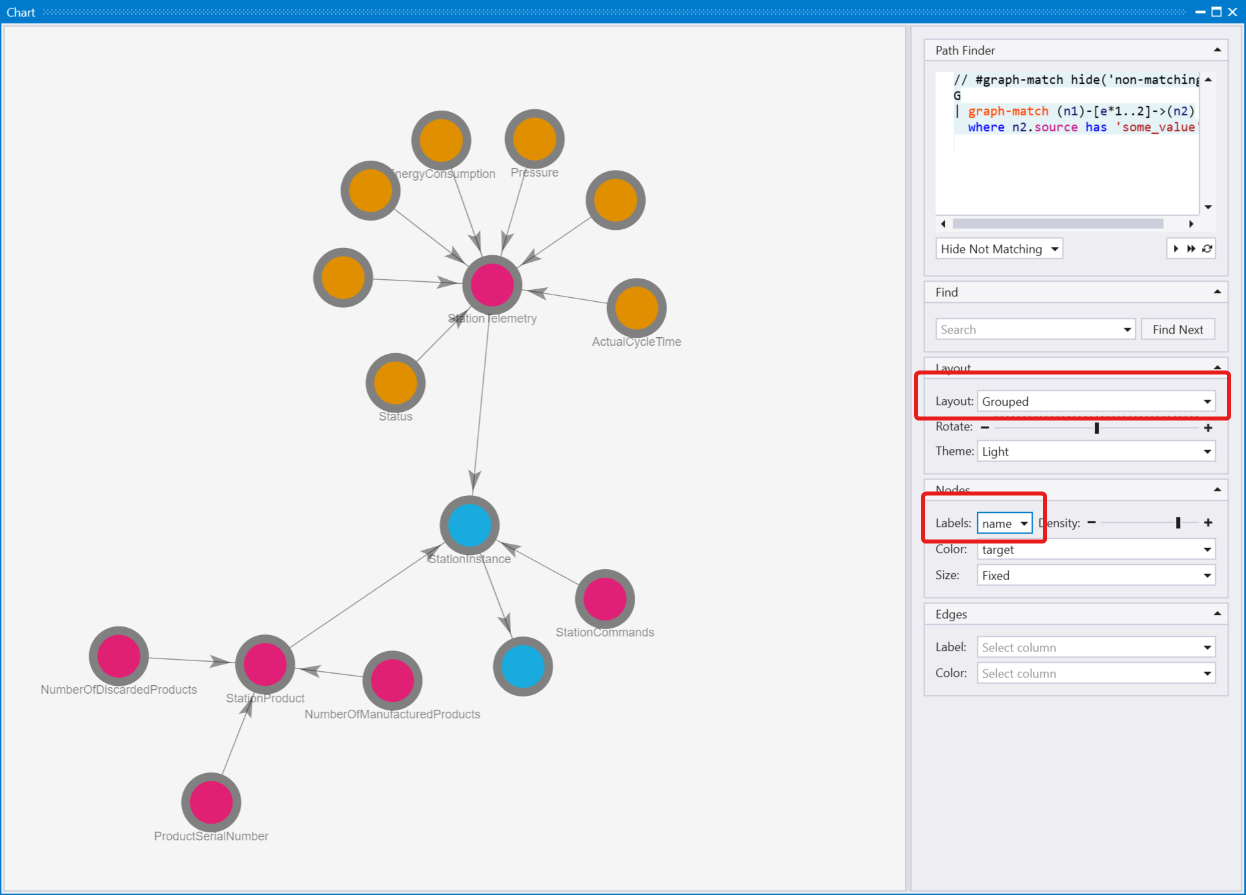 Chart
nergyConsumption
Pressure
StationTelemetry
ActualCycleTime
Status
StationInstance
StationCommands
NumberOfDiscardedProducts
StationProduct
NumberOfManufacturedProducts
ProductSerialNumber
Path Finder
// #graph-match hide('non-matching
G
| graph-match (n1)-[e*1..2]->(n2)
where n2.source has 'some_value'
Hide Not Matching
Find
Search
Find Next
Layout
Layout: Grouped
Rotate:
Theme: Light
Nodes
Labels: name Density:
Color: target
Size: Fixed
Edges
Label: Select column
Color: Select column